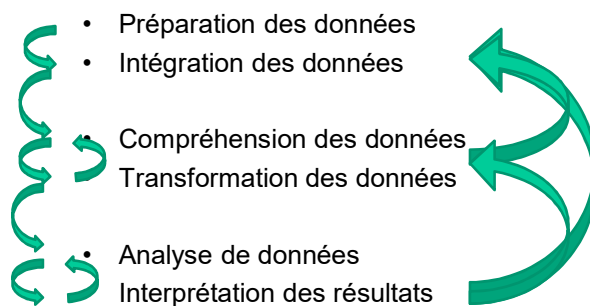 • Préparation des données
• Intégration des données
• Compréhension des données
Transformation des données
• Analyse de données
Interprétation des résultats